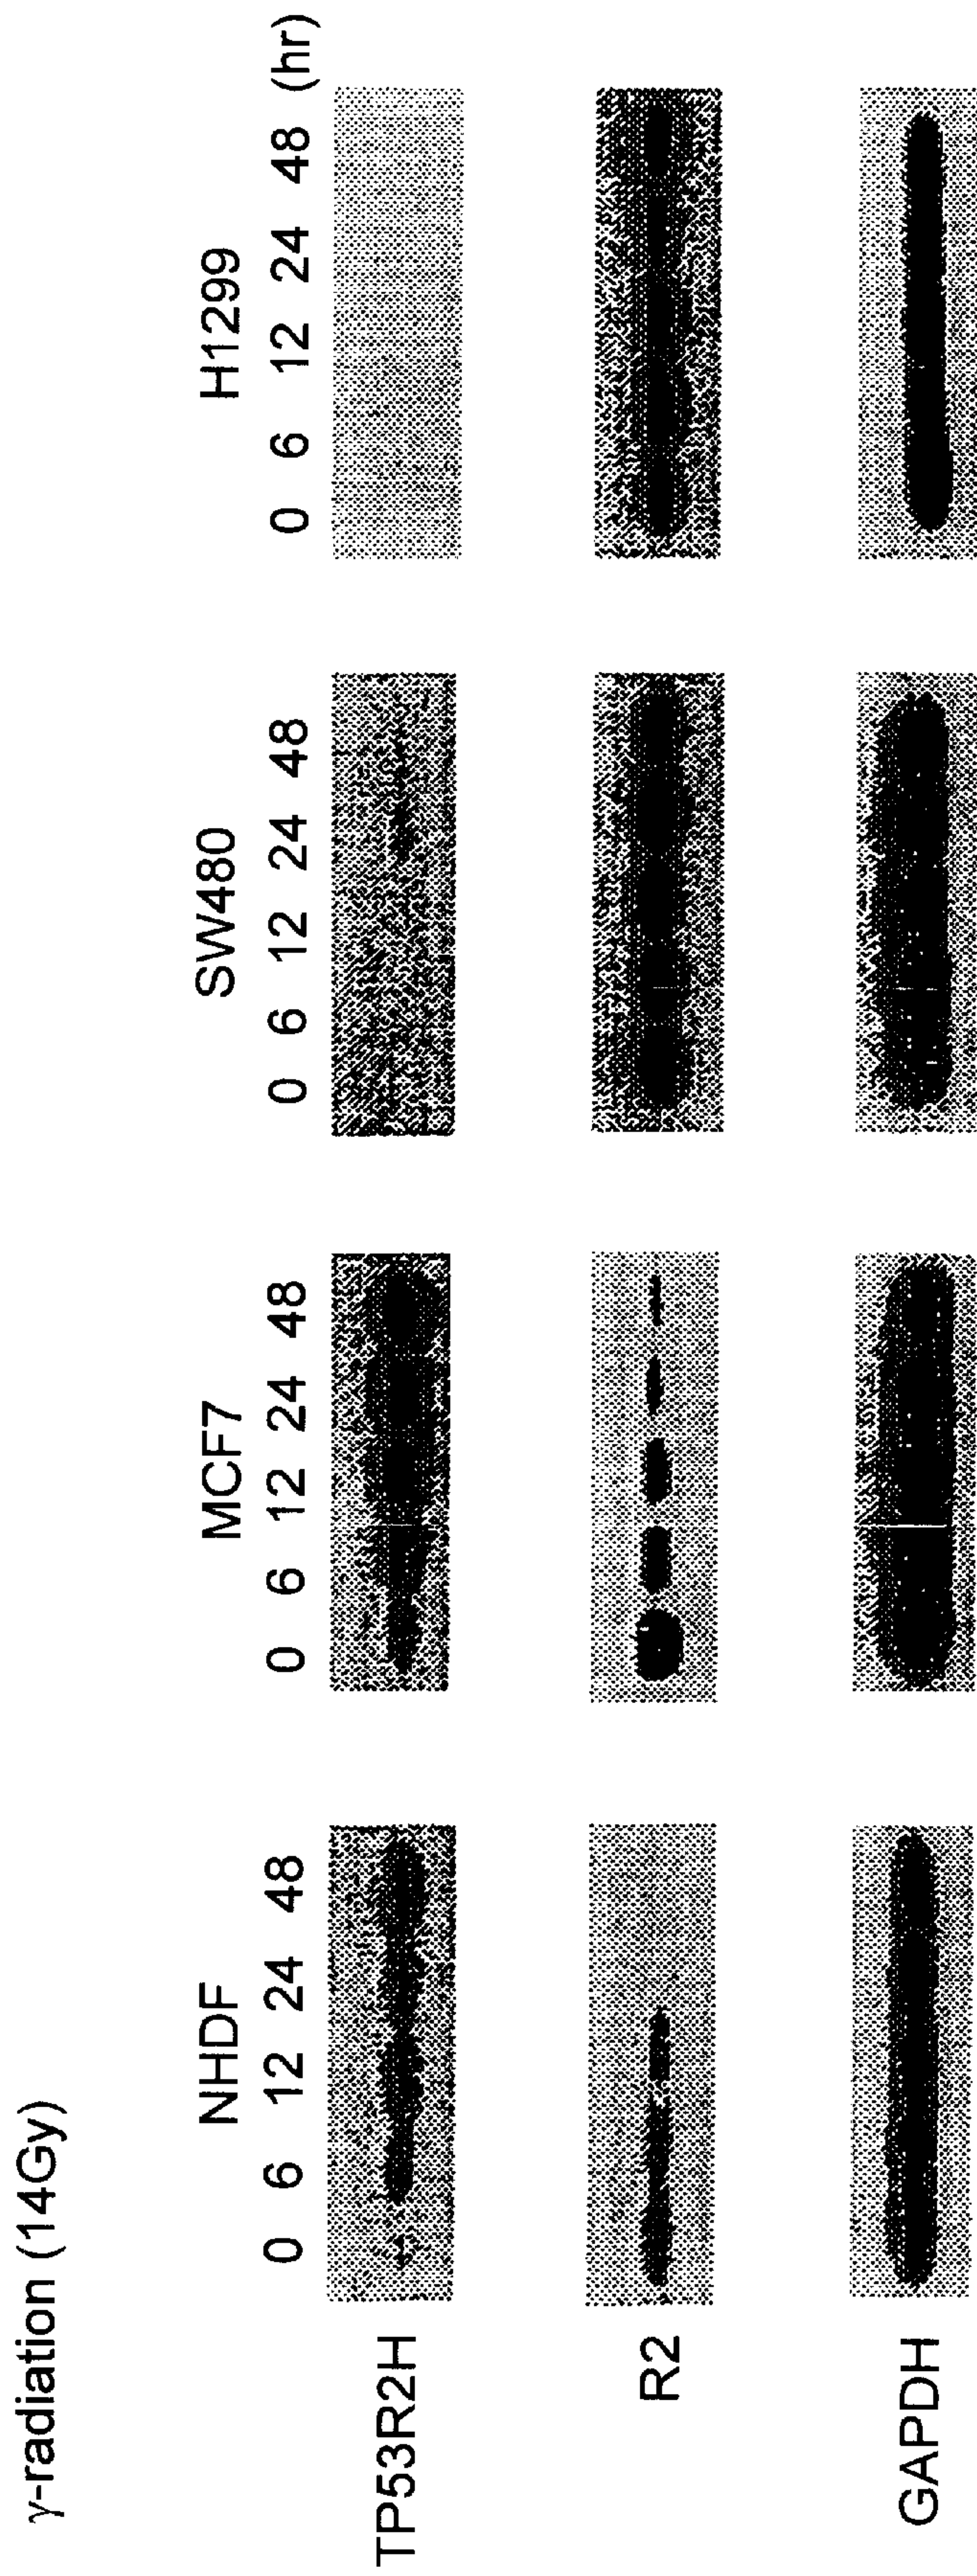 γ-radiation (14Gy)
NHDF MCF7 SW480 H1299
0 6 12 24 48 0 6 12 24 48 0 6 12 24 48 0 6 12 24 48 (hr)
TP53R2H
R2
GAPDH